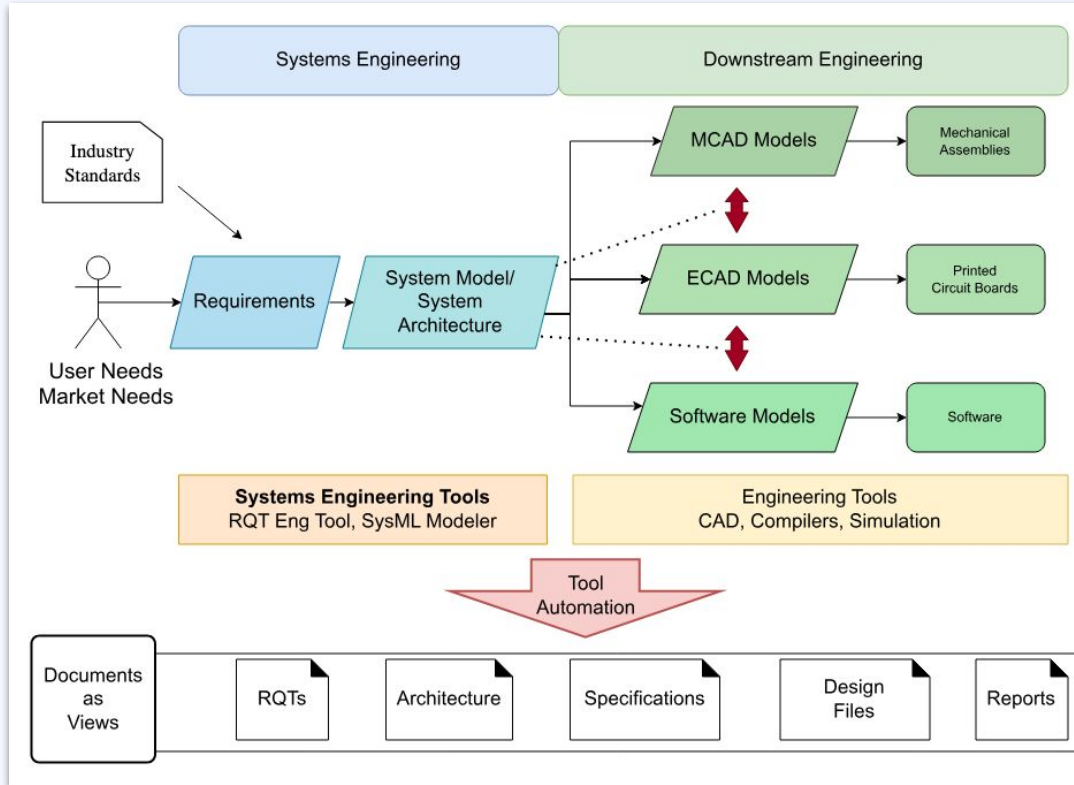 Systems Engineering
Downstream Engineering
Industry
Standards
MCAD Models
Mechanical
Assemblies
User Needs
Market Needs
Requirements
System Model/
System
Architecture
ECAD Models
Printed
Circuit Boards
Software Models
Software
Systems Engineering Tools
RQT Eng Tool, SysML Modeler
Engineering Tools
CAD, Compilers, Simulation
Tool
Automation
Documents
as
Views
RQTs
Architecture
Specifications
Design
Files
Reports